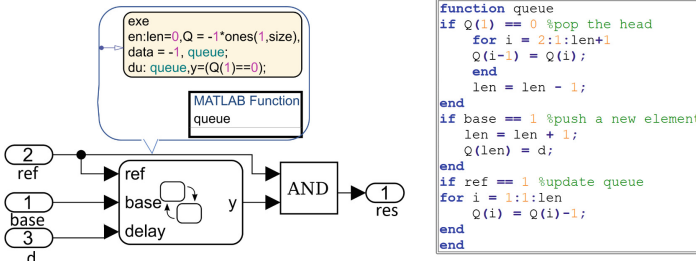 exe
en:len=0,Q = -1*ones(1,size),
data = -1, queue;
du: queue,y=(Q(1)==0);
MATLAB Function
queue
2
ref
1
base
3
d
ref
base
delay
y
AND
1
res
function queue
if Q(1) == 0 %pop the head
for i = 2:1:len+1
Q(i-1) = Q(i);
end
len = len - 1;
end
if base == 1 %push a new element
len = len + 1;
Q(len) = d;
end
if ref == 1 %update queue
for i = 1:1:len
Q(i) = Q(i)-1;
end
end